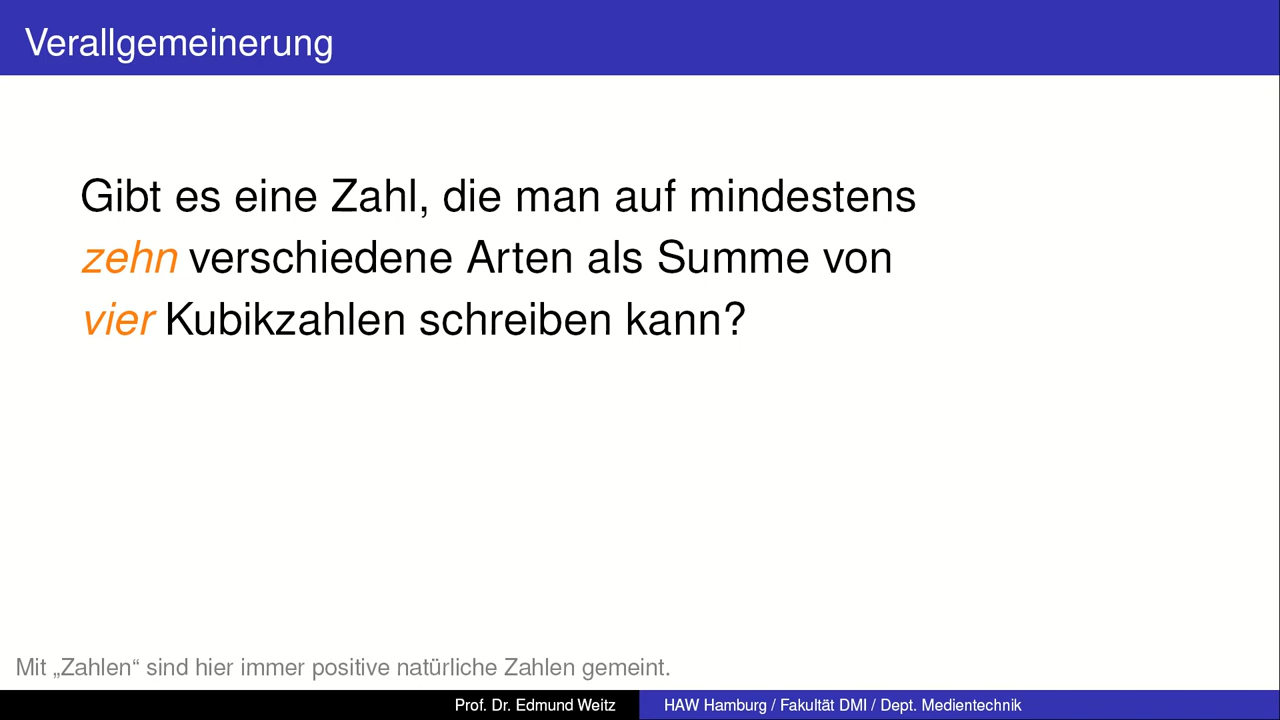 Verallgemeinerung
Gibt es eine Zahl, die man auf mindestens
zehn verschiedene Arten als Summe von
vier Kubikzahlen schreiben kann?
Mit „Zahlen“ sind hier immer positive natürliche Zahlen gemeint.
Prof. Dr. Edmund Weitz HAW Hamburg / Fakultät DMI / Dept. Medientechnik